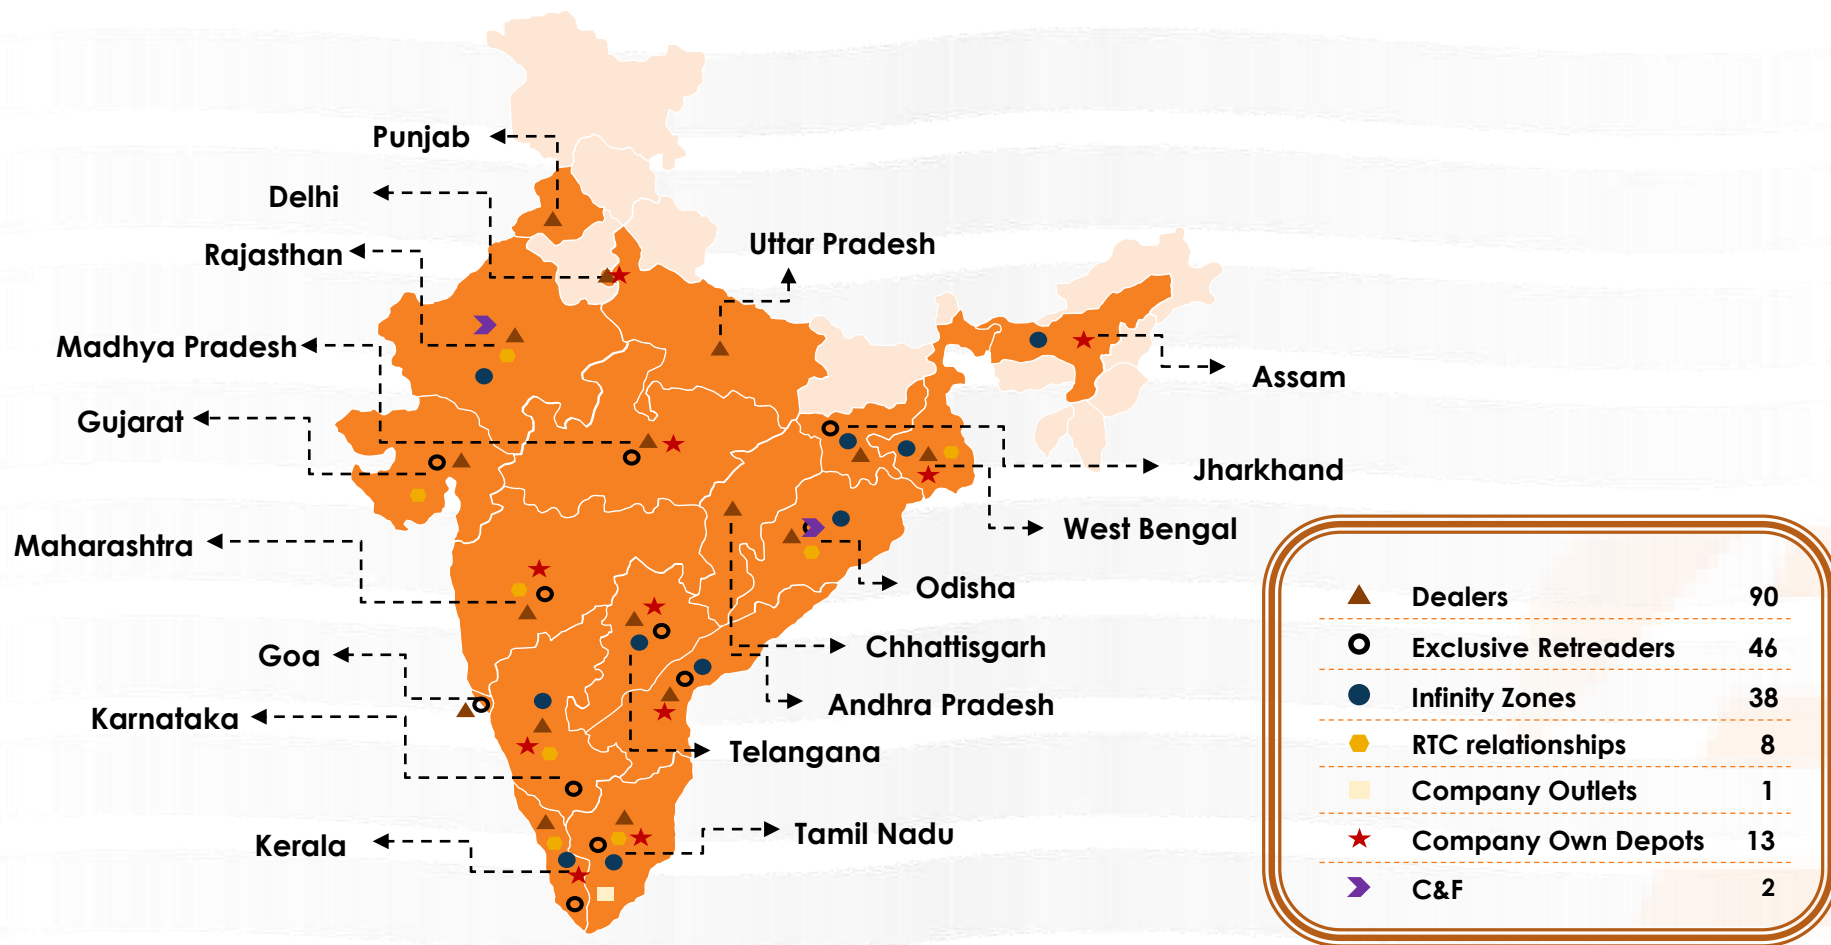 Punjab
Delhi
Rajasthan
Uttar Pradesh
Madhya Pradesh
Assam
Gujarat
Jharkhand
West Bengal
Maharashtra
Odisha
Chhattisgarh
Goa
Andhra Pradesh
Karnataka
Telangana
Tamil Nadu
Kerala
Dealers 90
Exclusive Retreaders 46
Infinity Zones 38
RTC relationships 8
Company Outlets 1
Company Own Depots 13
C&F 2